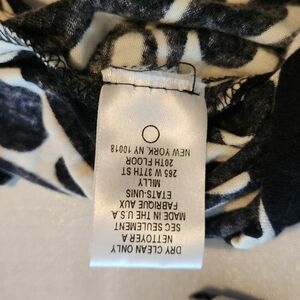 DRY CLEAN ONLY
NETTOYER A
SEC SEULEMENT
MADE IN THE U.S.A
FABRIQUE AUX
ETATS-UNIS
MILLY
265 W 37TH ST
20TH FLOOR
NEW YORK, NY 10018